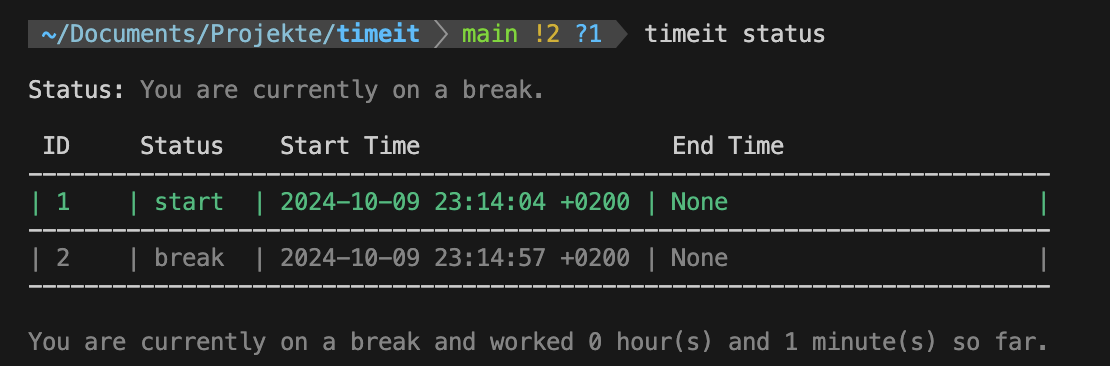 ~/Documents/Projekte/timeit main !2 ?1 timeit status
Status: You are currently on a break.
ID Status Start Time End Time
------------------------------------------------------------------------
| 1 | start | 2024-10-09 23:14:04 +0200 | None |
------------------------------------------------------------------------
| 2 | break | 2024-10-09 23:14:57 +0200 | None |
------------------------------------------------------------------------
You are currently on a break and worked 0 hour(s) and 1 minute(s) so far.